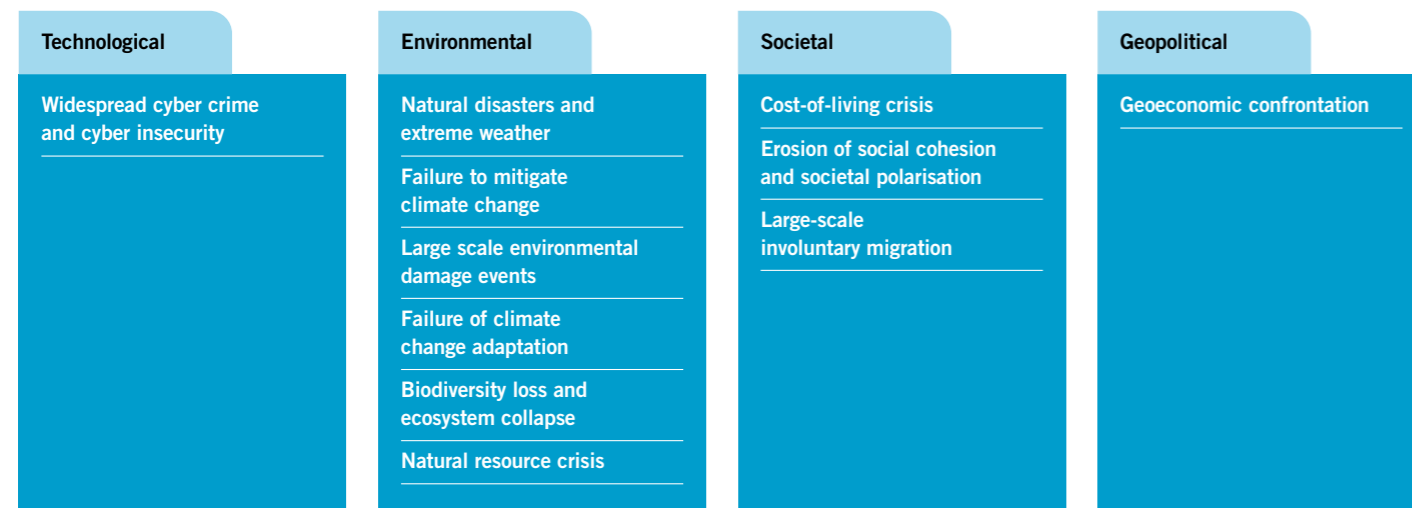 Technological
Widespread cyber crime
and cyber insecurity
Environmental
Natural disasters and
extreme weather
Failure to mitigate
climate change
Large scale environmental
damage events
Failure of climate
change adaptation
Biodiversity loss and
ecosystem collapse
Natural resource crisis
Societal
Cost-of-living crisis
Erosion of social cohesion
and societal polarisation
Large-scale
involuntary migration
Geopolitical
Geoeconomic confrontation